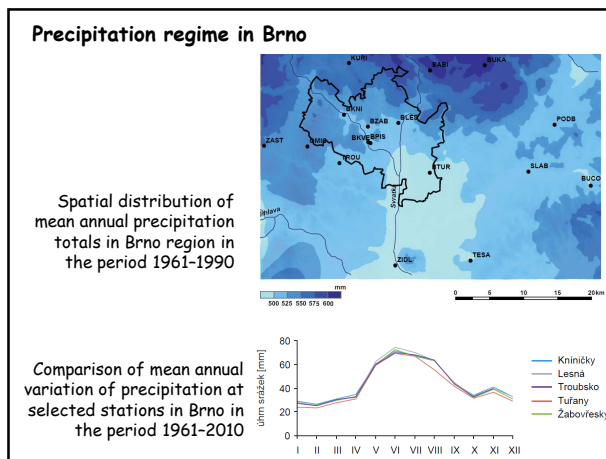 Precipitation regime in Brno
KURI
BABI
BUKA
BKNI
BZAB
BLES
PODB
BKVE
BPIS
ZAST
OMIC
TROU
BTUR
SLAB
BUCO
Svratka
Jihlava
ZIDL
TESA
Spatial distribution of
mean annual precipitation
totals in Brno region in
the period 1961–1990
mm
500 525 575 600
0 5 10 15 20km
Comparison of mean annual
variation of precipitation at
selected stations in Brno in
the period 1961–2010
úhrn srážek [mm]
80
60
40
20
0
I II III IV V VI VII VIII IX X XI XII
Kníničky
Lesná
Troubsko
Tuřany
Žabovřesky